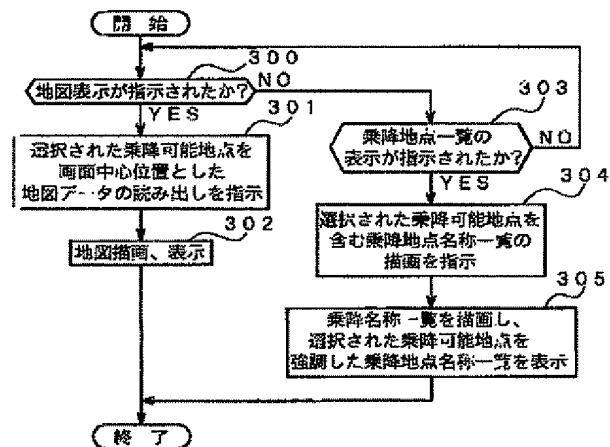 開始
300
地図表示が指示されたか?
NO
YES
301
選択された乗降可能地点を
画面中心位置とした
地図データの読み出しを指示
302
地図描画、表示
303
乗降地点一覧の
表示が指示されたか?
NO
YES
304
選択された乗降可能地点を
含む乗降地点名称一覧の
描画を指示
305
乗降名称一覧を描画し、
選択された乗降可能地点を
強調した乗降地点名称一覧を表示
終了